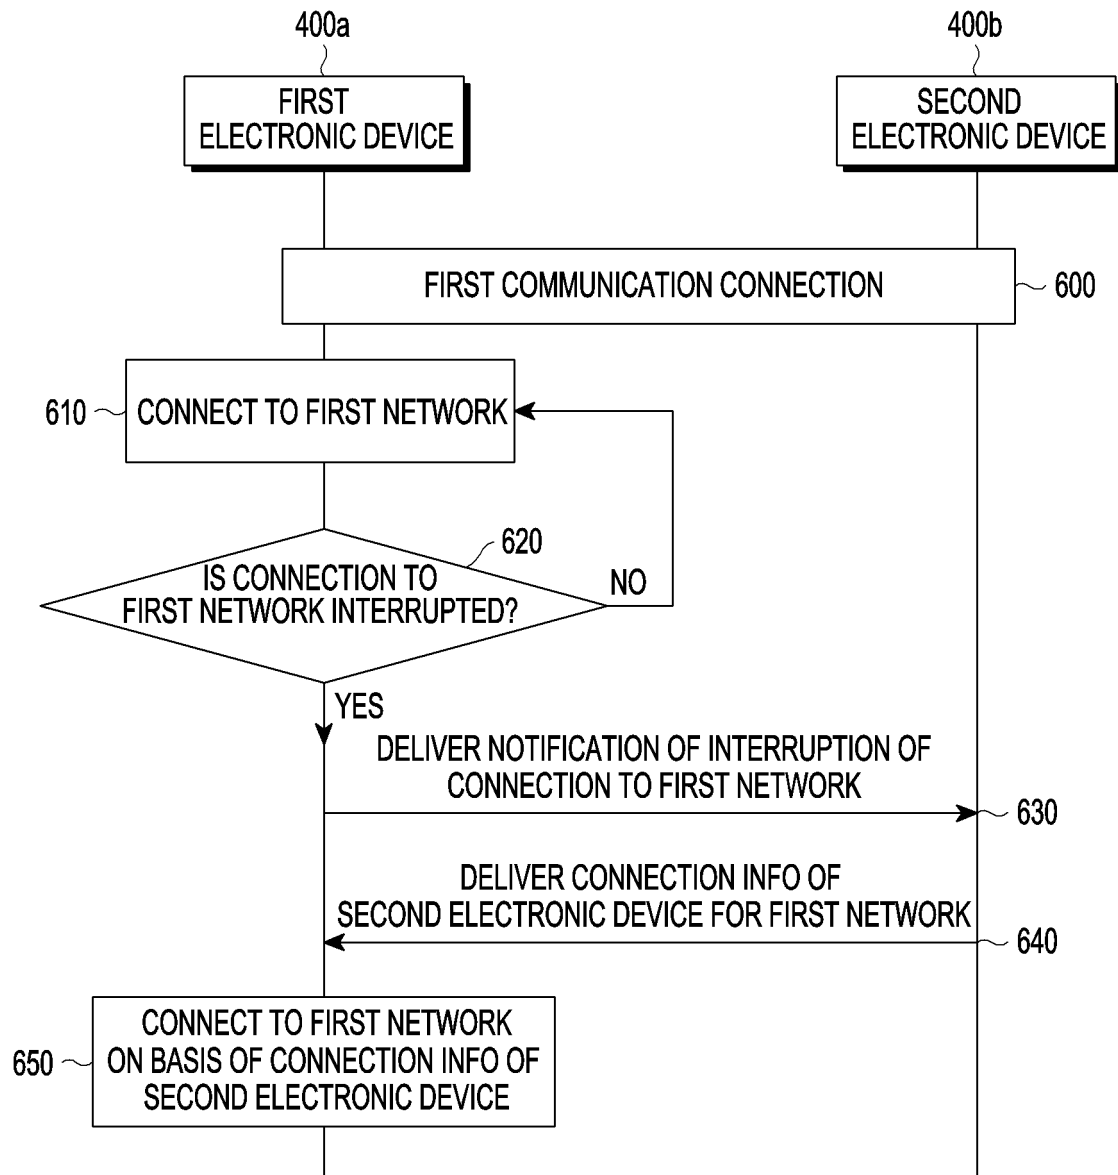 400a
400b
FIRST
ELECTRONIC DEVICE
SECOND
ELECTRONIC DEVICE
FIRST COMMUNICATION CONNECTION
600
610
CONNECT TO FIRST NETWORK
620
IS CONNECTION TO
FIRST NETWORK INTERRUPTED?
NO
YES
DELIVER NOTIFICATION OF INTERRUPTION OF
CONNECTION TO FIRST NETWORK
630
DELIVER CONNECTION INFO OF
SECOND ELECTRONIC DEVICE FOR FIRST NETWORK
640
650
CONNECT TO FIRST NETWORK
ON BASIS OF CONNECTION INFO OF
SECOND ELECTRONIC DEVICE